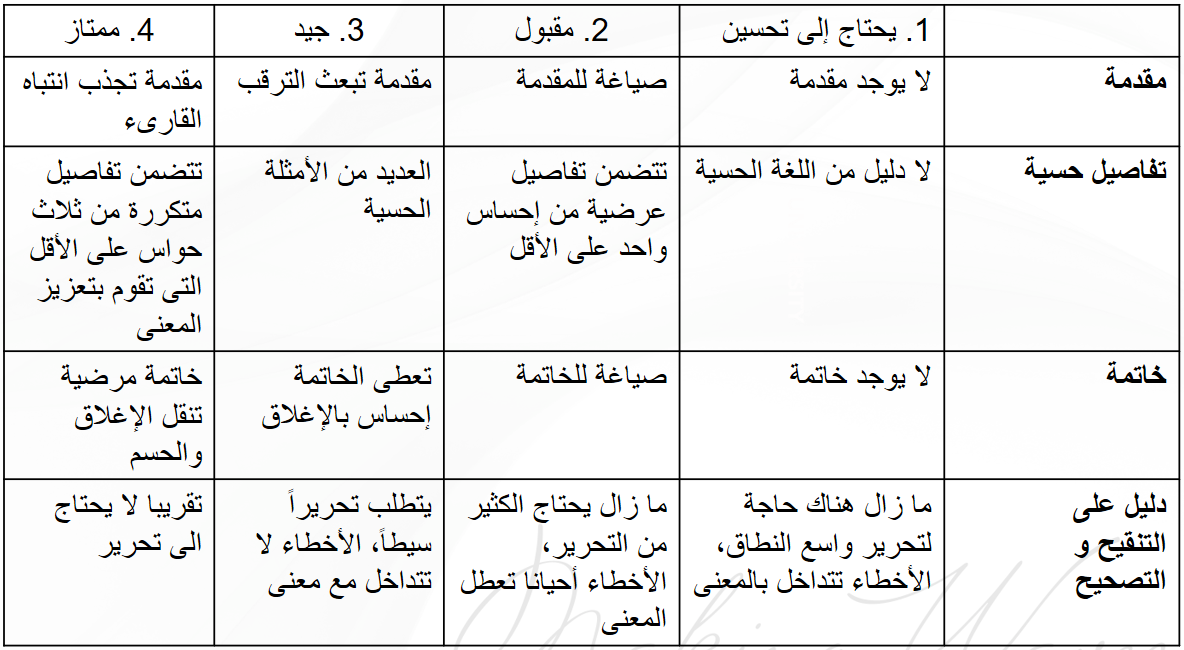 1. يحتاج إلى تحسين
2. مقبول
3. جيد
4. ممتاز
مقدمة
لا يوجد مقدمة
صياغة للمقدمة
مقدمة تبعث الترقب
مقدمة تجذب انتباه
القارىء
تفاصيل حسية
لا دليل من اللغة الحسية
تتضمن تفاصيل
عرضية من إحساس
واحد على الأقل
العديد من الأمثلة
الحسية
تتضمن تفاصيل
متكررة من ثلاث
حواس على الأقل
التى تقوم بتعزيز
المعنى
خاتمة
لا يوجد خاتمة
صياغة للخاتمة
تعطى الخاتمة
إحساس بالإغلاق
خاتمة مرضية
تنقل الإغلاق
والحسم
دليل على
التنقيح و
التصحيح
ما زال هناك حاجة
لتحرير واسع النطاق،
الأخطاء تتداخل بالمعنى
ما زال يحتاج الكثير
من التحرير،
الأخطاء أحيانا تعطل
المعنى
يتطلب تحريراً
سيطاً، الأخطاء لا
تتداخل مع معنى
تقريبا لا يحتاج
الى تحرير